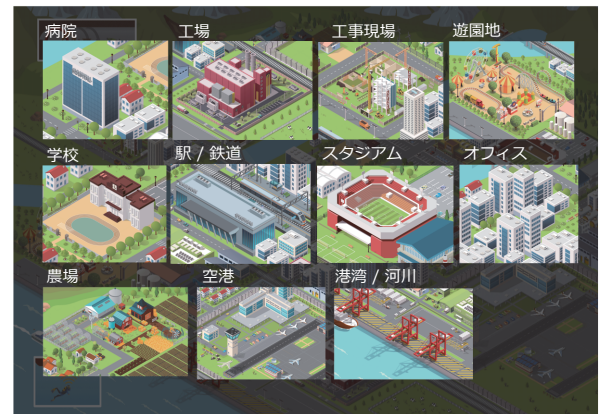 病院
工場
工事現場
遊園地
学校
駅 / 鉄道
スタジアム
オフィス
農場
空港
港湾 / 河川